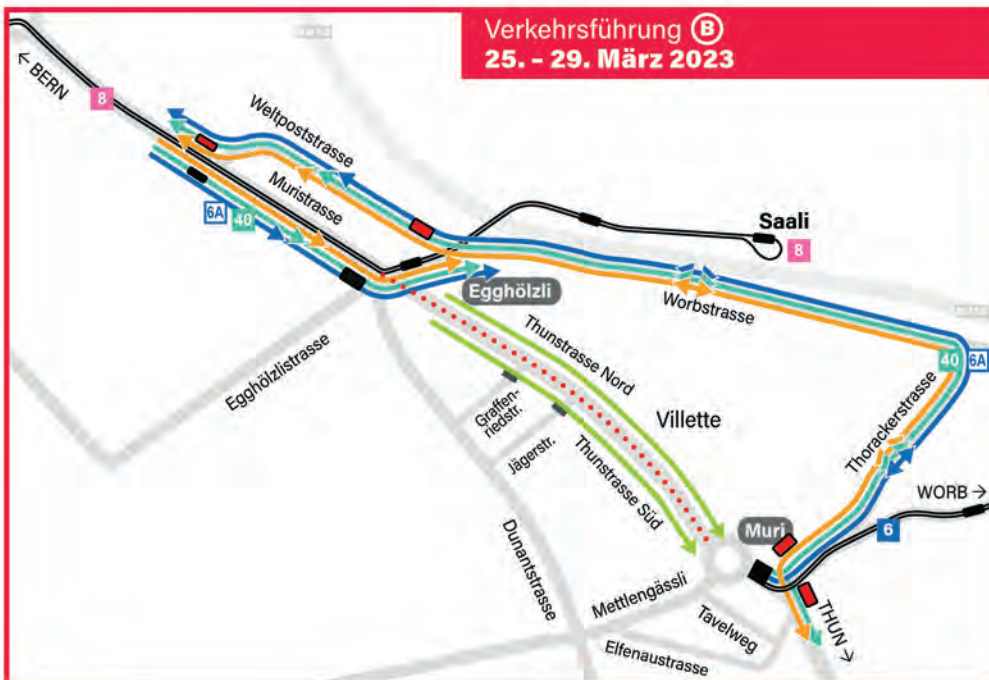 Verkehrsführung B
25. – 29. März 2023
← BERN
8
Weltpoststrasse
Muristrasse
6A
40
Saali
8
Egghölzli
Worbstrasse
Egghölzlistrasse
Thunstrasse Nord
40
6A
Graffen-
riedstr.
Villette
Thorackerstrasse
Jägerstr.
Thunstrasse Süd
WORB →
Muri
6
Dunantstrasse
Mettlengässli
Tavelweg
THUN →
Elfenaustrasse